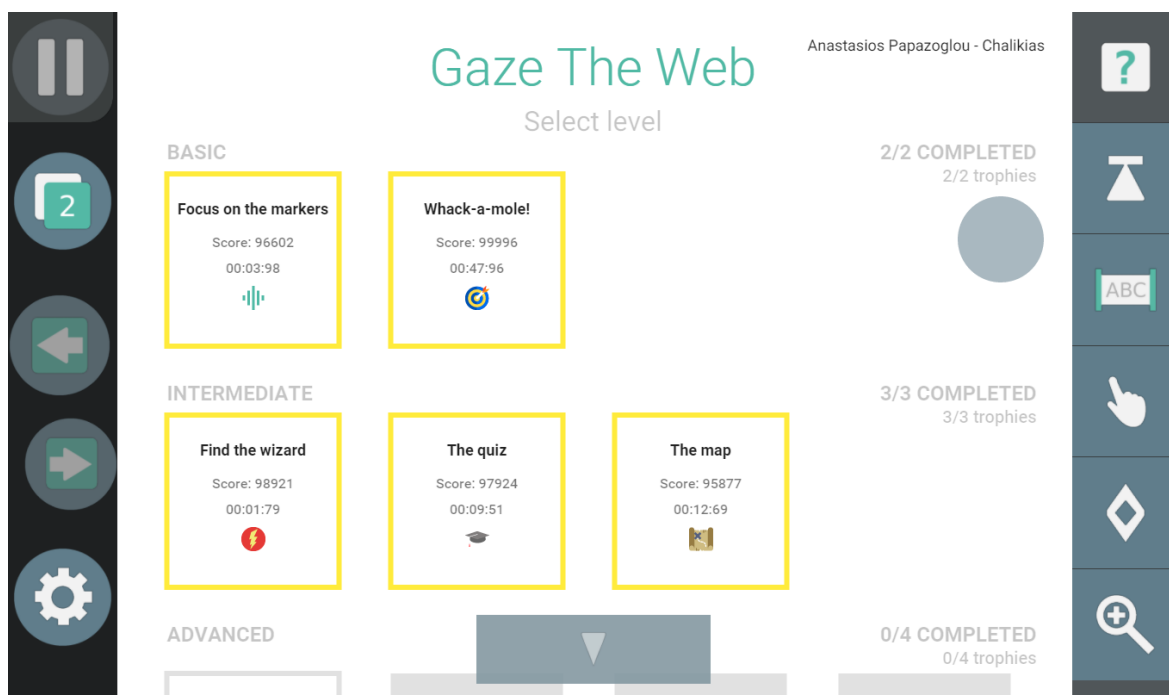 Gaze The Web
Anastasios Papazoglou - Chalikias
?
Select level
2
BASIC
2/2 COMPLETED
2/2 trophies
Focus on the markers
Score: 96602
00:03:98
Whack-a-mole!
Score: 99996
00:47:96
ABC
INTERMEDIATE
3/3 COMPLETED
3/3 trophies
Find the wizard
Score: 98921
00:01:79
The quiz
Score: 97924
00:09:51
The map
Score: 95877
00:12:69
ADVANCED
0/4 COMPLETED
0/4 trophies